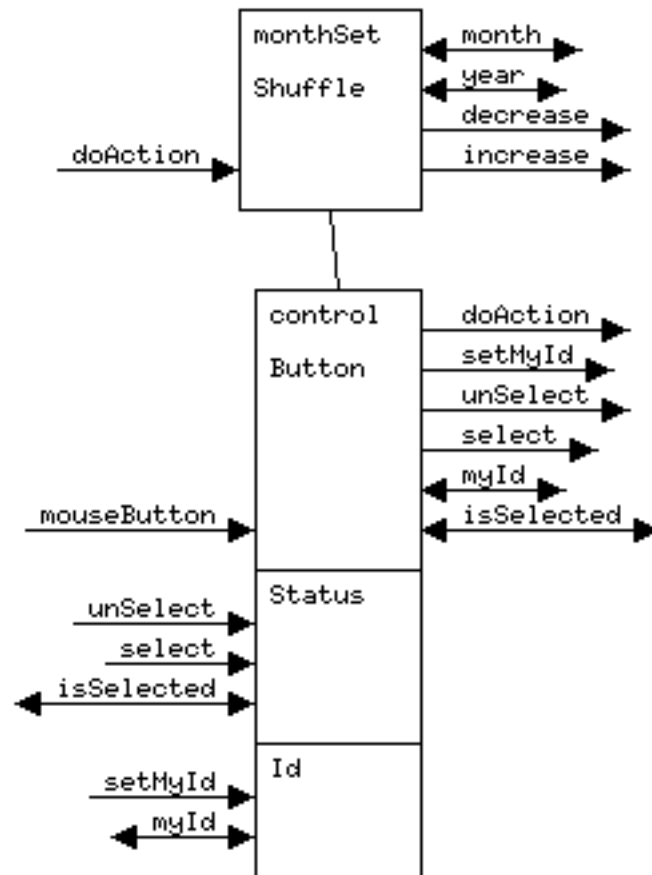 monthSet
month
Shuffle
year
decrease
doAction
increase
control
doAction
Button
setMyId
unSelect
select
myId
mouseButton
isSelected
Status
unSelect
select
isSelected
Id
setMyId
myId